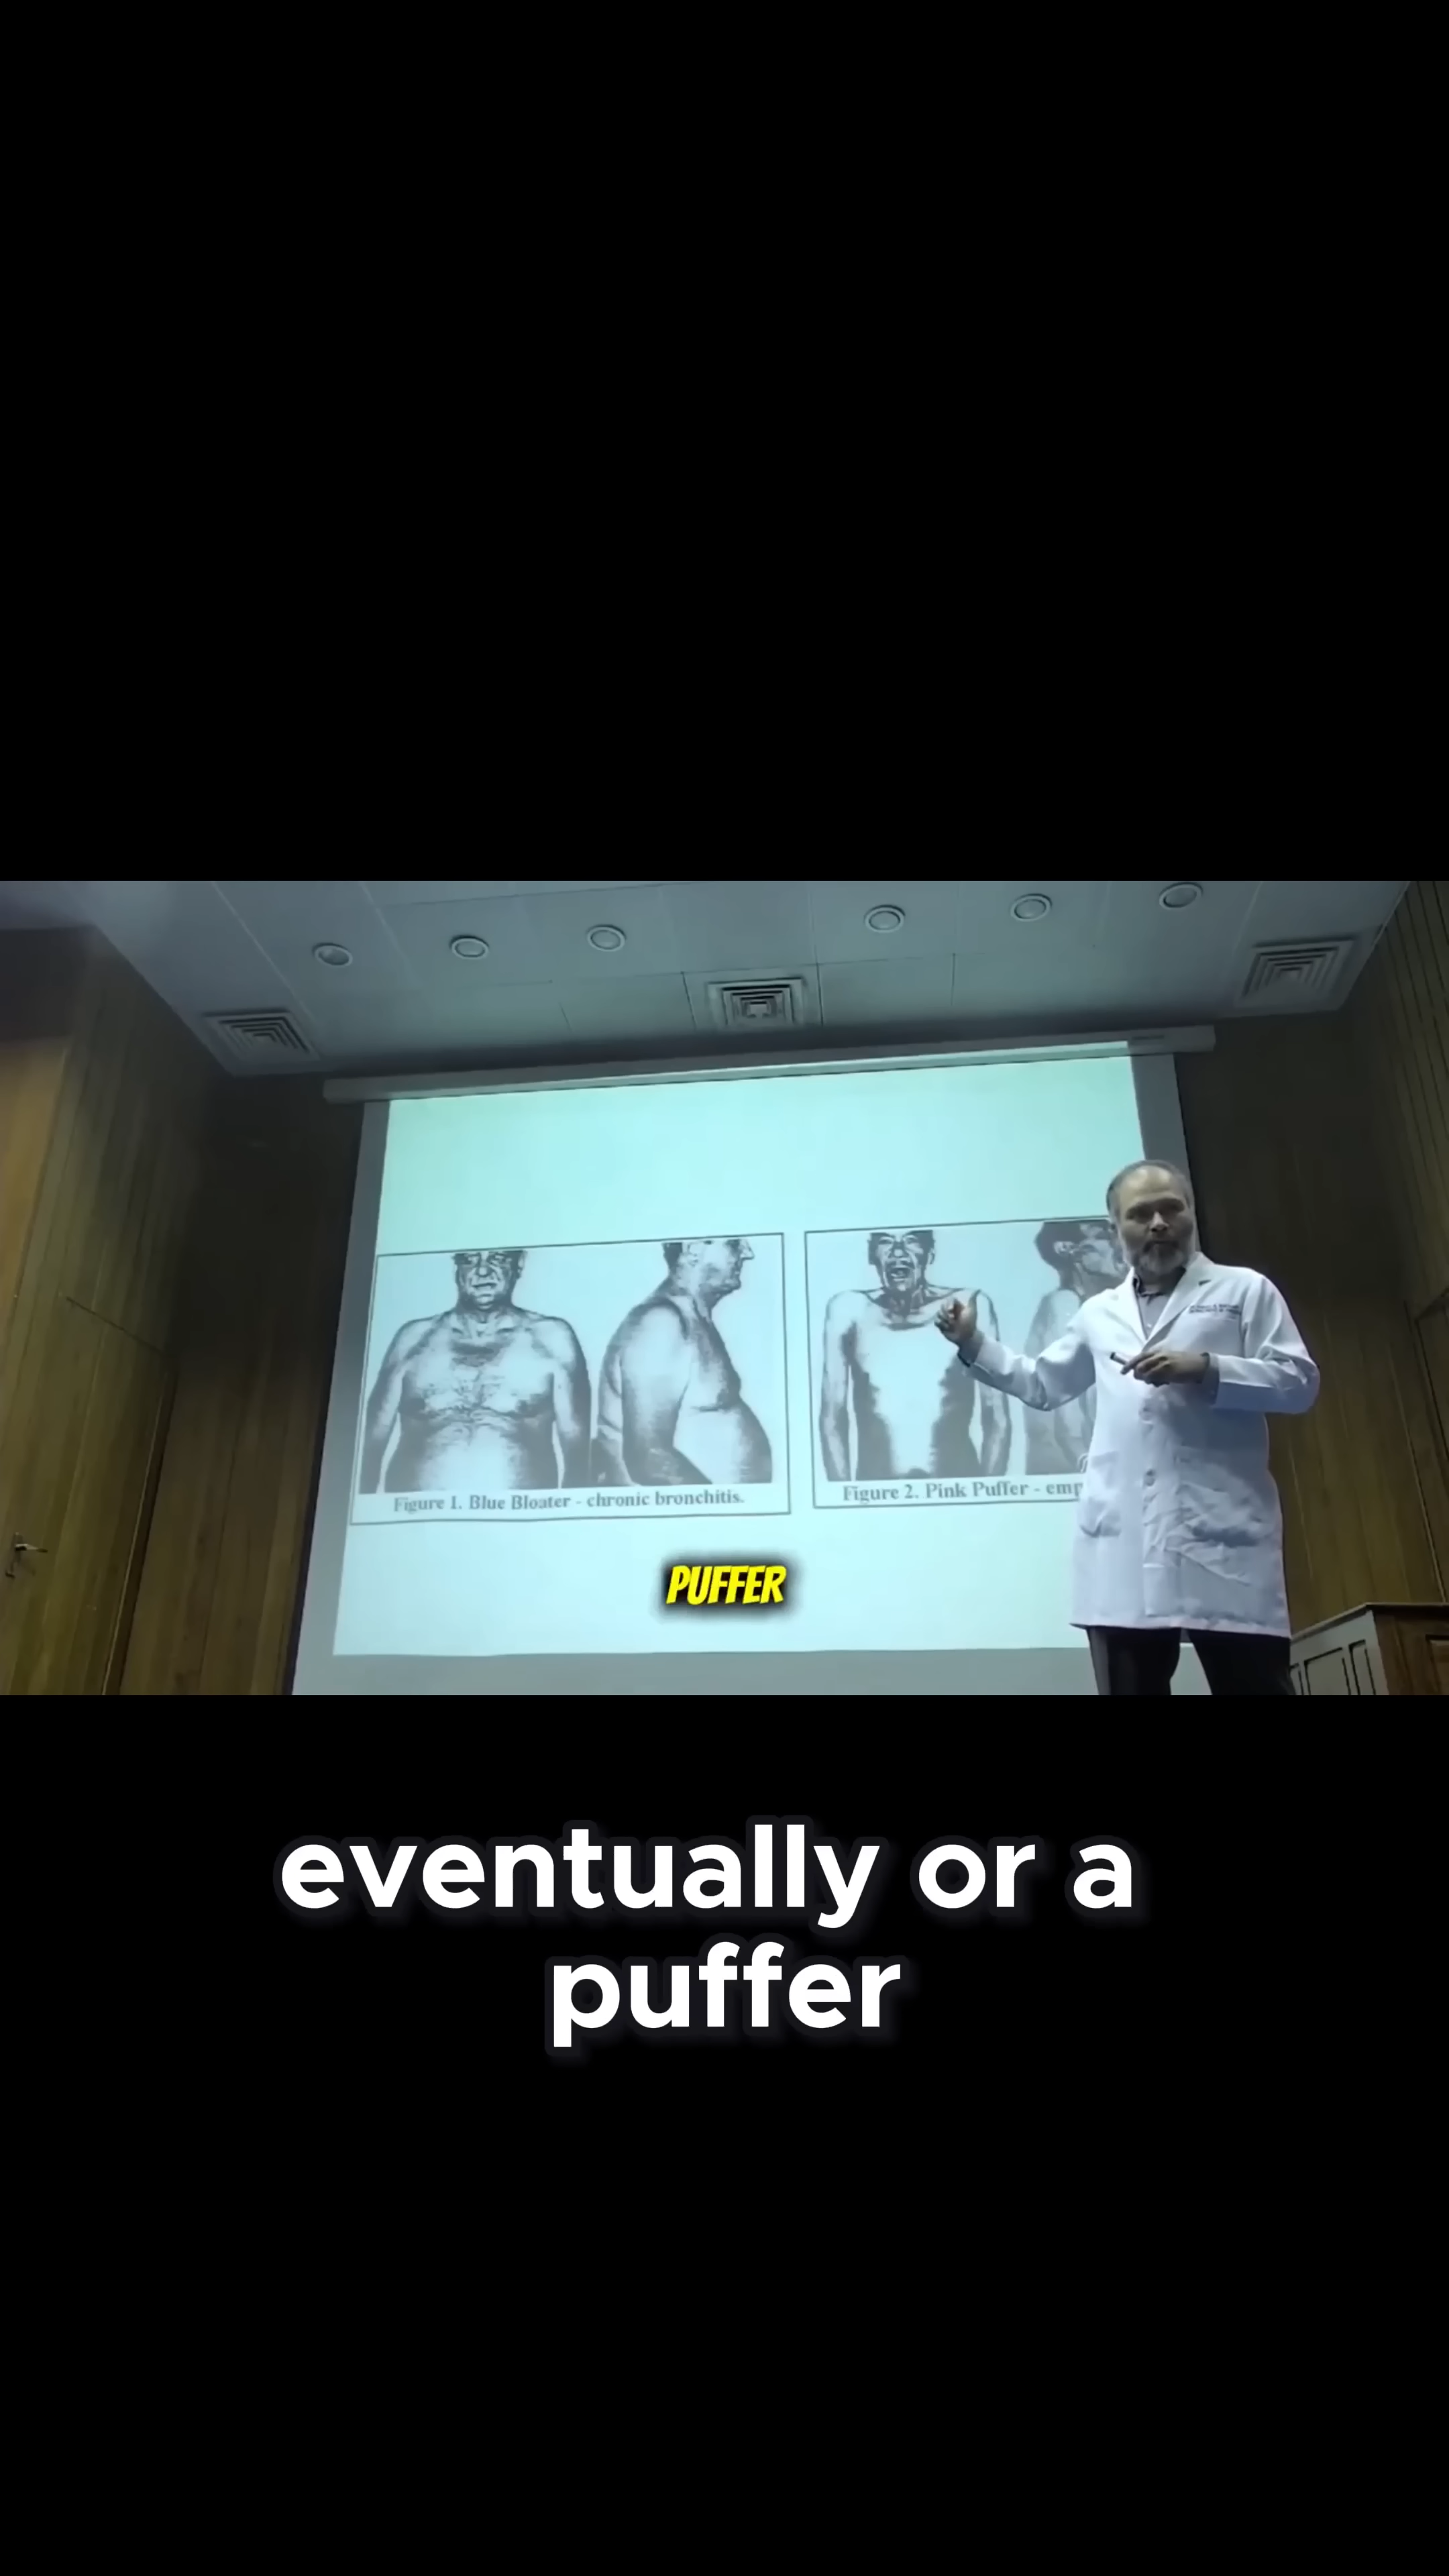 Figure 1. Blue Bloater - chronic bronchitis.
Figure 2. Pink Puffer - emp
PUFFER
eventually or a
puffer